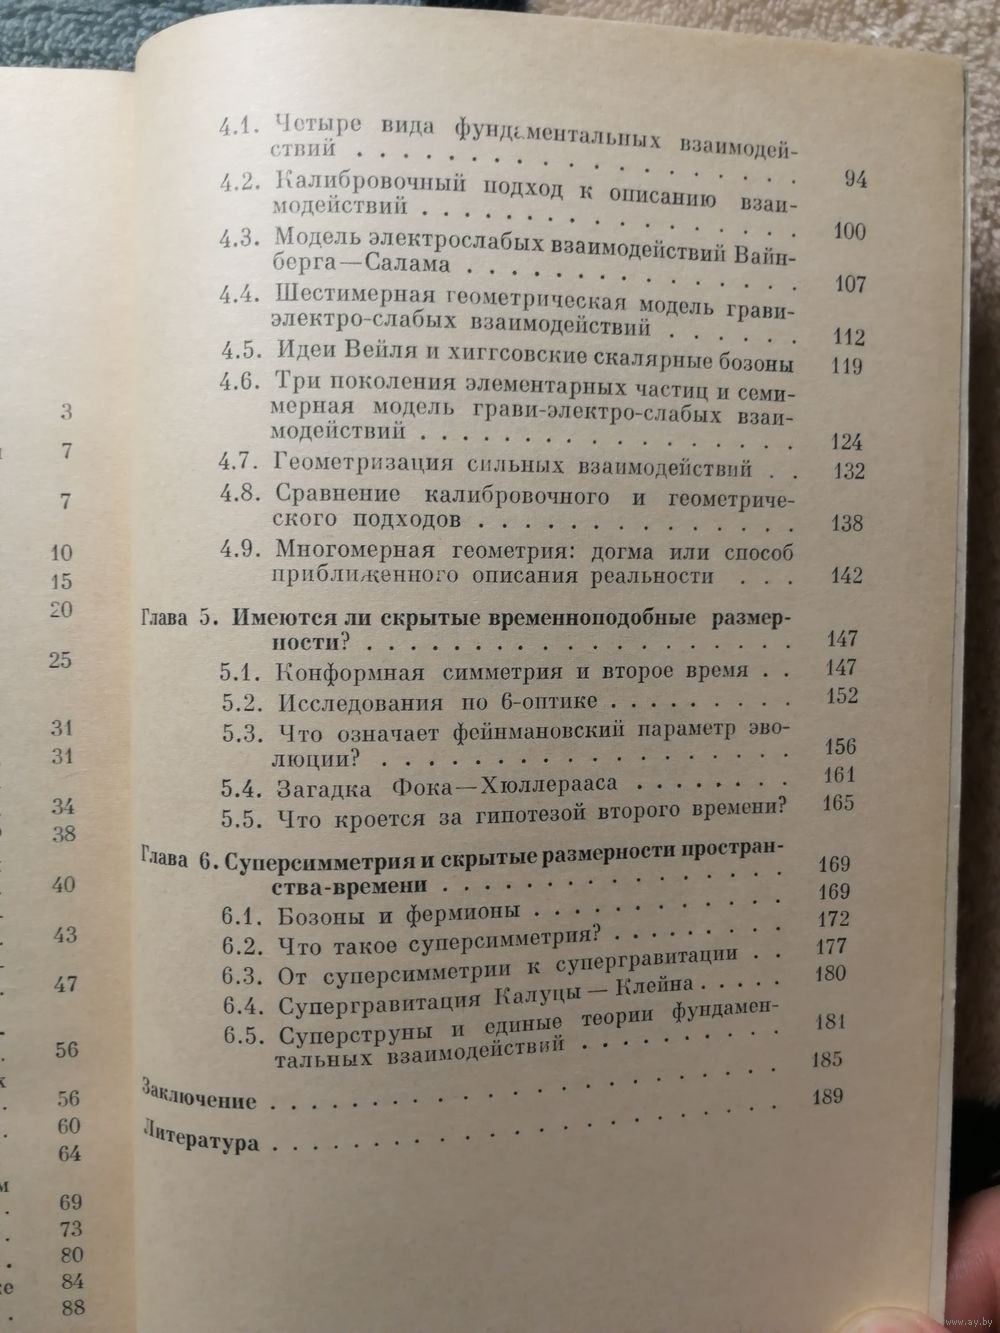 4.1. Четыре вида фундаментальных взаимодей-
ствий . . . . . . . . . . . . . . . . 94
4.2. Калибровочный подход к описанию взаи-
модействий . . . . . . . . . . . . . . 100
4.3. Модель электрослабых взаимодействий Вайн-
берга—Салама . . . . . . . . . . . . 107
4.4. Шестимерная геометрическая модель грави-
электро-слабых взаимодействий . . . . . . 112
4.5. Идеи Вейля и хиггсовские скалярные бозоны 119
4.6. Три поколения элементарных частиц и семи-
мерная модель грави-электро-слабых взаи-
модействий . . . . . . . . . . . . . . 124
4.7. Геометризация сильных взаимодействий . . 132
4.8. Сравнение калибровочного и геометриче-
ского подходов . . . . . . . . . . . . 138
4.9. Многомерная геометрия: догма или способ
приближенного описания реальности . . . 142
Глава 5. Имеются ли скрытые временноподобные размер-
ности? . . . . . . . . . . . . . . . . 147
5.1. Конформная симметрия и второе время . . 147
5.2. Исследования по 6-оптике . . . . . . . . . 152
5.3. Что означает фейнмановский параметр эво-
люции? . . . . . . . . . . . . . . . . 156
5.4. Загадка Фока—Хюллерааса . . . . . . . . 161
5.5. Что кроется за гипотезой второго времени? 165
Глава 6. Суперсимметрия и скрытые размерности простран-
ства-времени . . . . . . . . . . . . . 169
6.1. Бозоны и фермионы . . . . . . . . . . . 169
6.2. Что такое суперсимметрия? . . . . . . . . 172
6.3. От суперсимметрии к супергравитации . . 177
6.4. Супергравитация Калуцы — Клейна . . . . . 180
6.5. Суперструны и единые теории фундамен-
тальных взаимодействий . . . . . . . . . 181
Заключение . . . . . . . . . . . . . . . . . . 185
Литература . . . . . . . . . . . . . . . . . . 189
3
7
7
10
15
20
25
31
31
34
38
40
43
47
56
56
60
64
69
73
80
84
88
www.ay.by